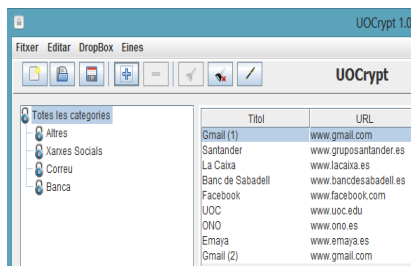 UOCrypt 1.0
Fitxer Editar DropBox Eines
UOCrypt
Totes les categories
Altres
Xarxes Socials
Correu
Banca
Titol URL
Gmail (1) www.gmail.com
Santander www.gruposantander.es
La Caixa www.lacaixa.es
Banc de Sabadell www.bancdesabadell.es
Facebook www.facebook.com
UOC www.uoc.edu
ONO www.ono.es
Emaya www.emaya.es
Gmail (2) www.gmail.com